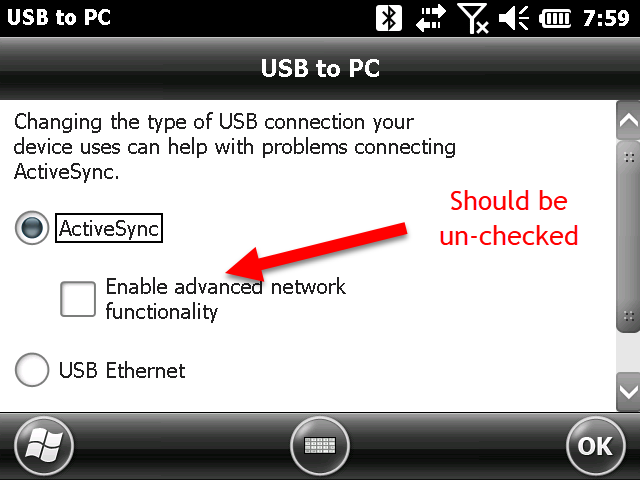 USB to PC
7:59
USB to PC
Changing the type of USB connection your
device uses can help with problems connecting
ActiveSync.
Should be
un-checked
ActiveSync
Enable advanced network
functionality
USB Ethernet
OK